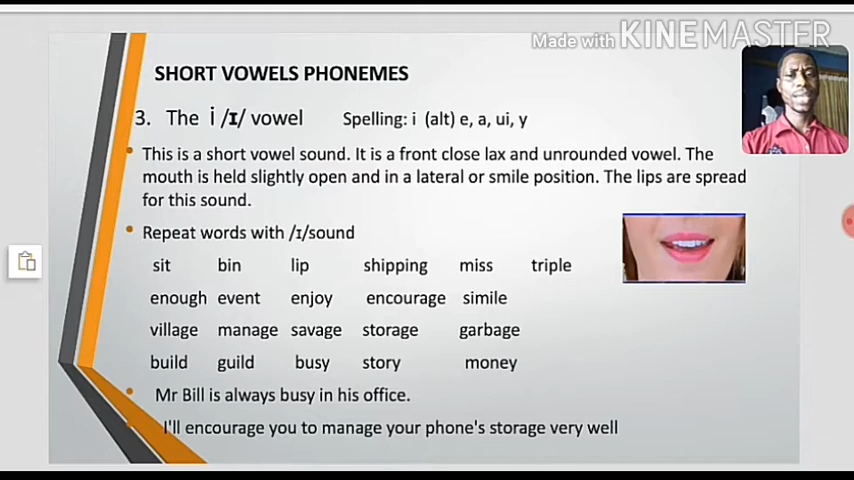 Made with KINEMASTER
SHORT VOWELS PHONEMES
3. The i /ɪ/ vowel Spelling: i (alt) e, a, ui, y
• This is a short vowel sound. It is a front close lax and unrounded vowel. The
mouth is held slightly open and in a lateral or smile position. The lips are spread
for this sound.
• Repeat words with /ɪ/sound
sit bin lip shipping miss triple
enough event enjoy encourage simile
village manage savage storage garbage
build guild busy story money
• Mr Bill is always busy in his office.
• I'll encourage you to manage your phone's storage very well